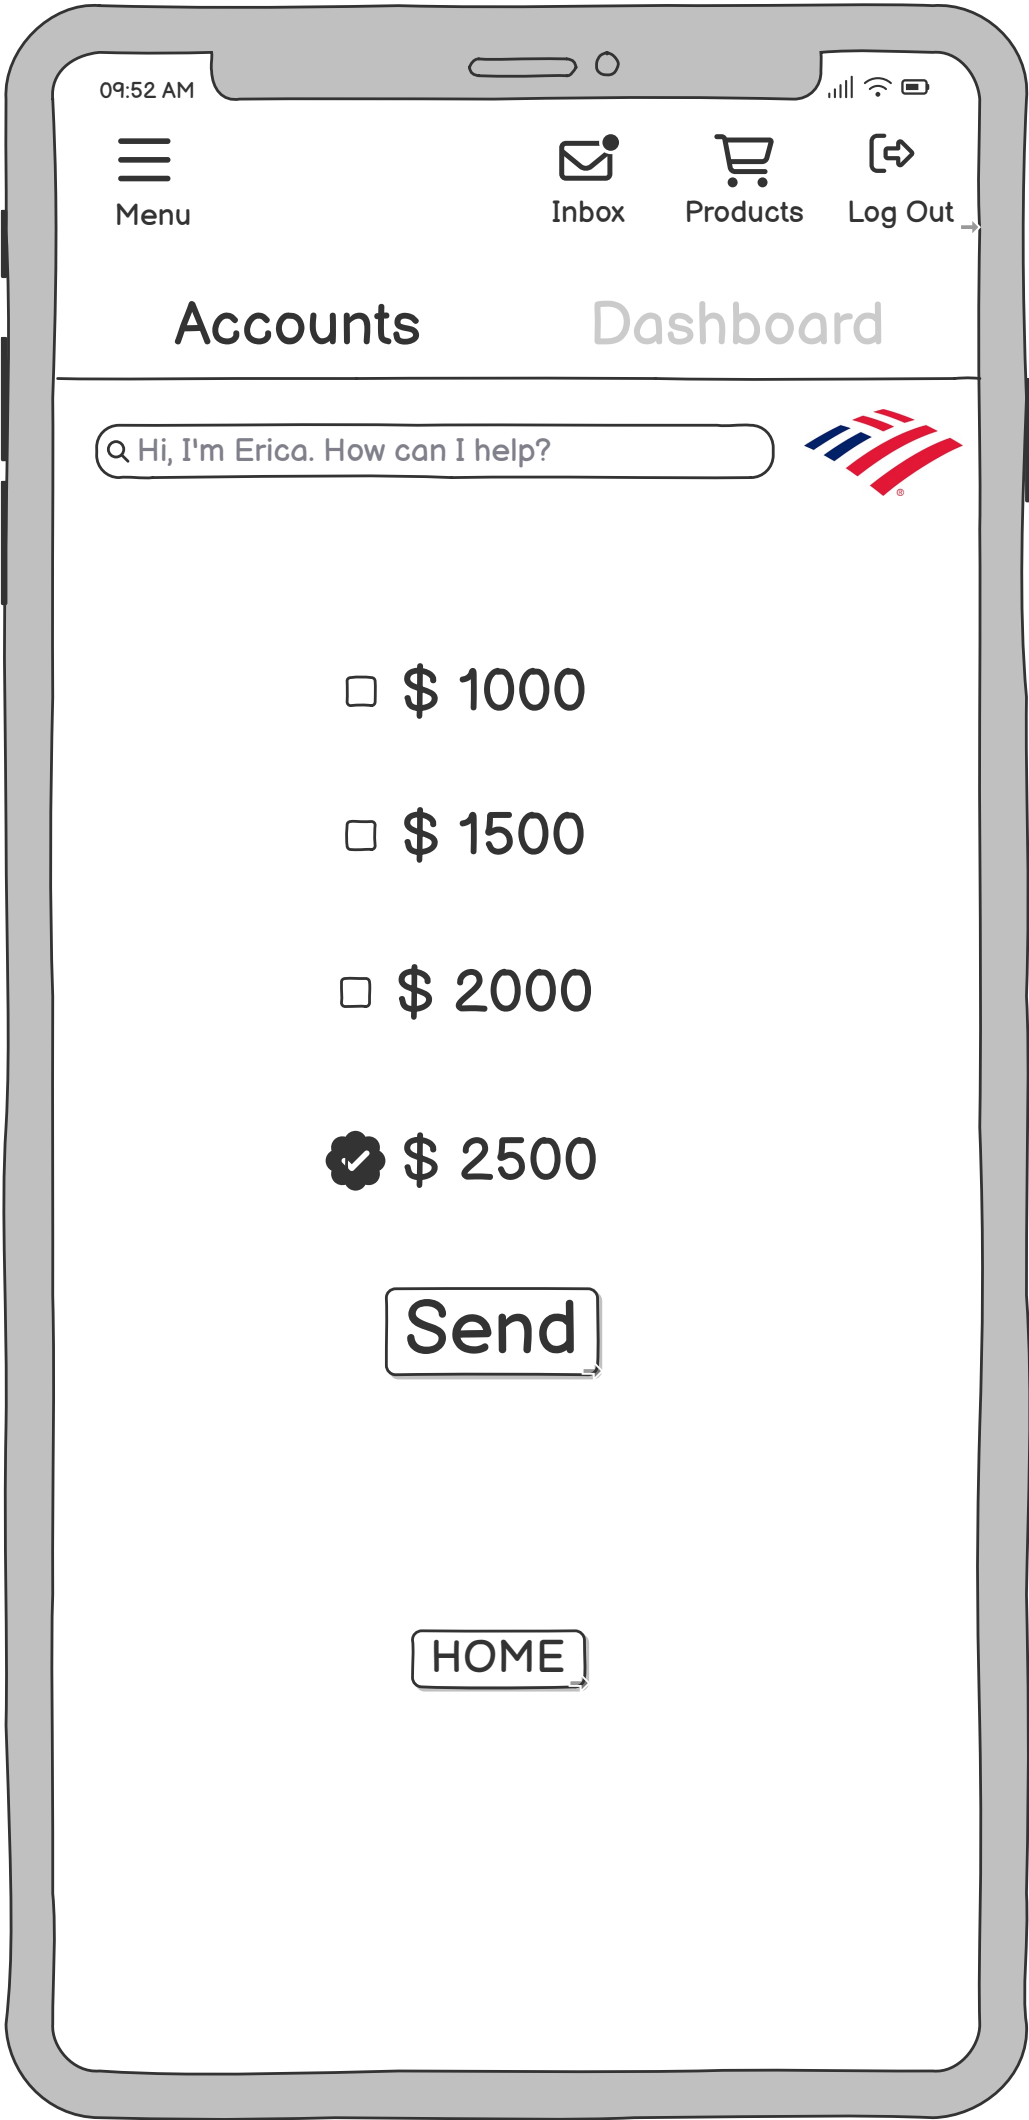 09:52 AM
Menu
Inbox
Products
Log Out
Accounts
Dashboard
Hi, I'm Erica. How can I help?
®
$ 1000
$ 1500
$ 2000
$ 2500
Send
HOME